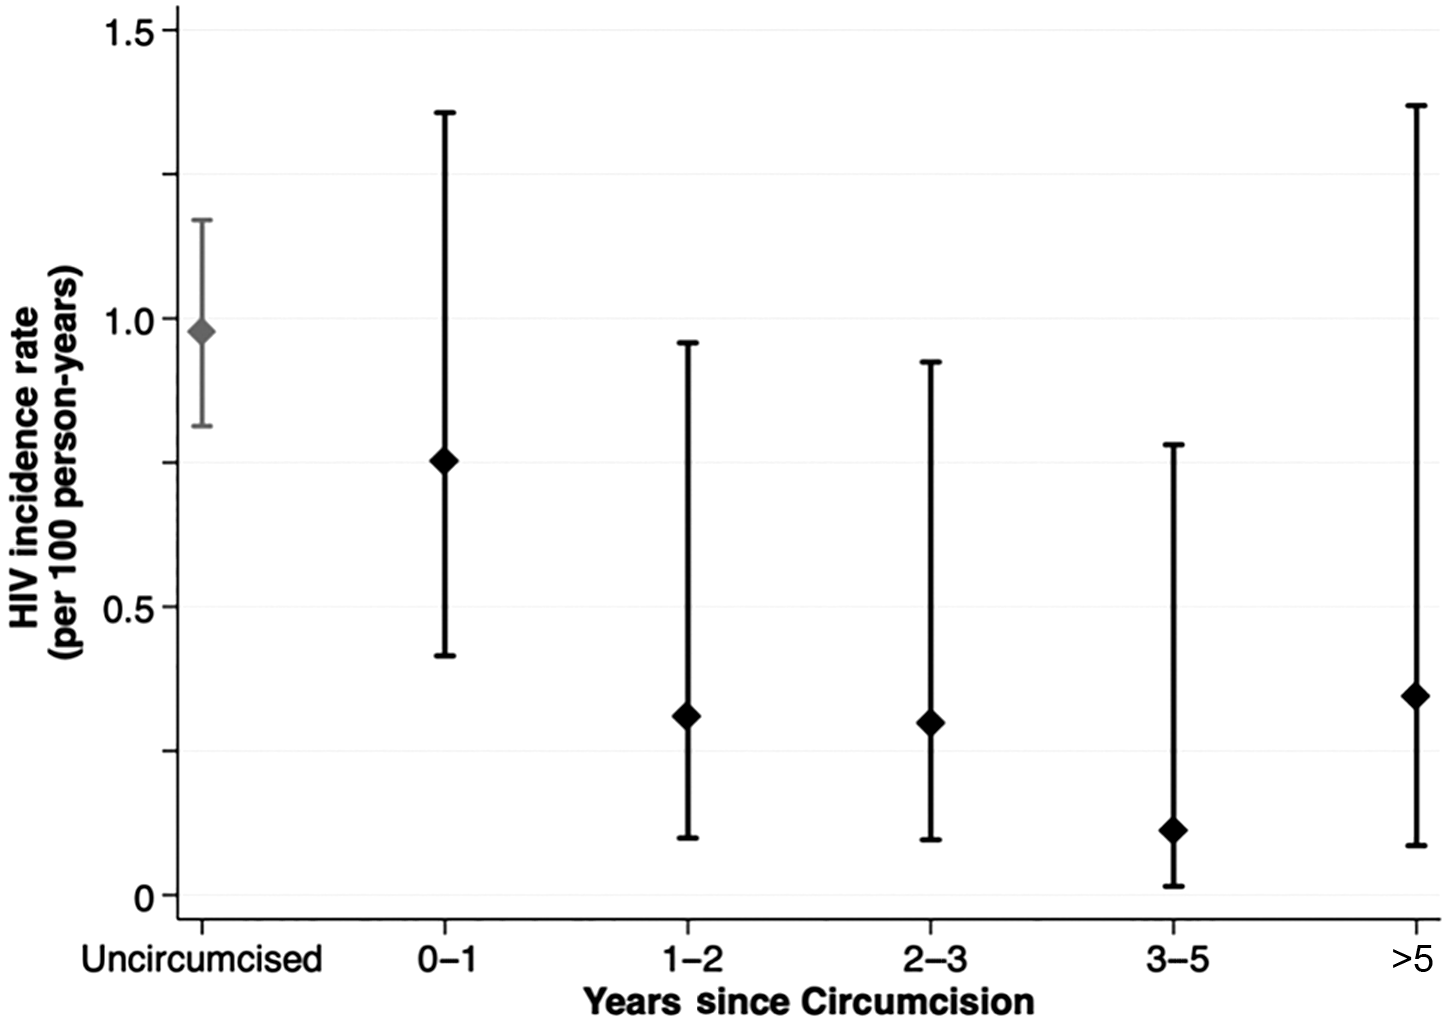 HIV incidence rate
(per 100 person-years)
1.5
1.0
0.5
0
Uncircumcised 0–1 1–2 2–3 3–5 >5
Years since Circumcision